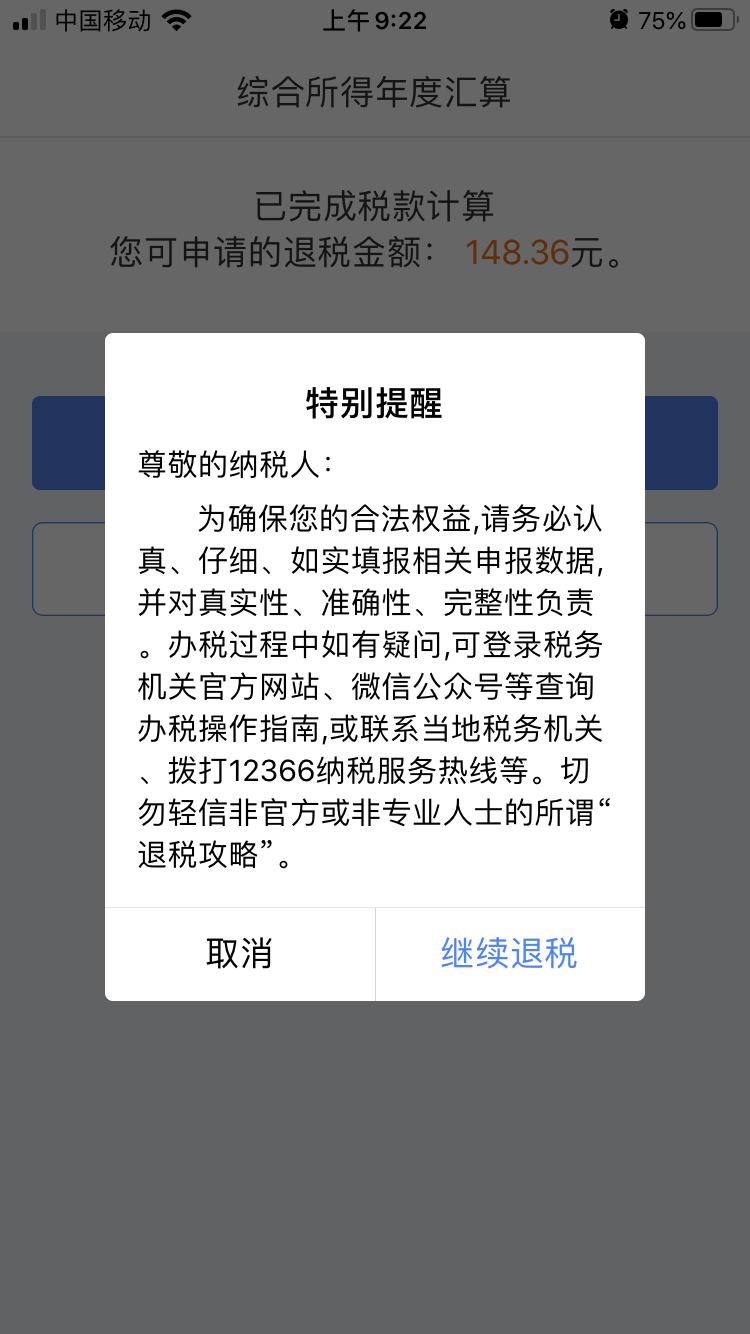 中国移动 上午9:22 75%
综合所得年度汇算
已完成税款计算
您可申请的退税金额： 148.36元。
特别提醒
尊敬的纳税人：
为确保您的合法权益,请务必认
真、仔细、如实填报相关申报数据,
并对真实性、准确性、完整性负责
。办税过程中如有疑问,可登录税务
机关官方网站、微信公众号等查询
办税操作指南,或联系当地税务机关
、拨打12366纳税服务热线等。切
勿轻信非官方或非专业人士的所谓“
退税攻略”。
取消 继续退税